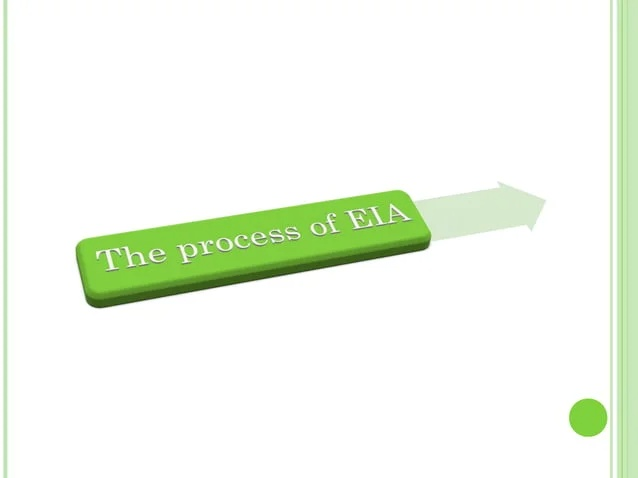 The process of EIA